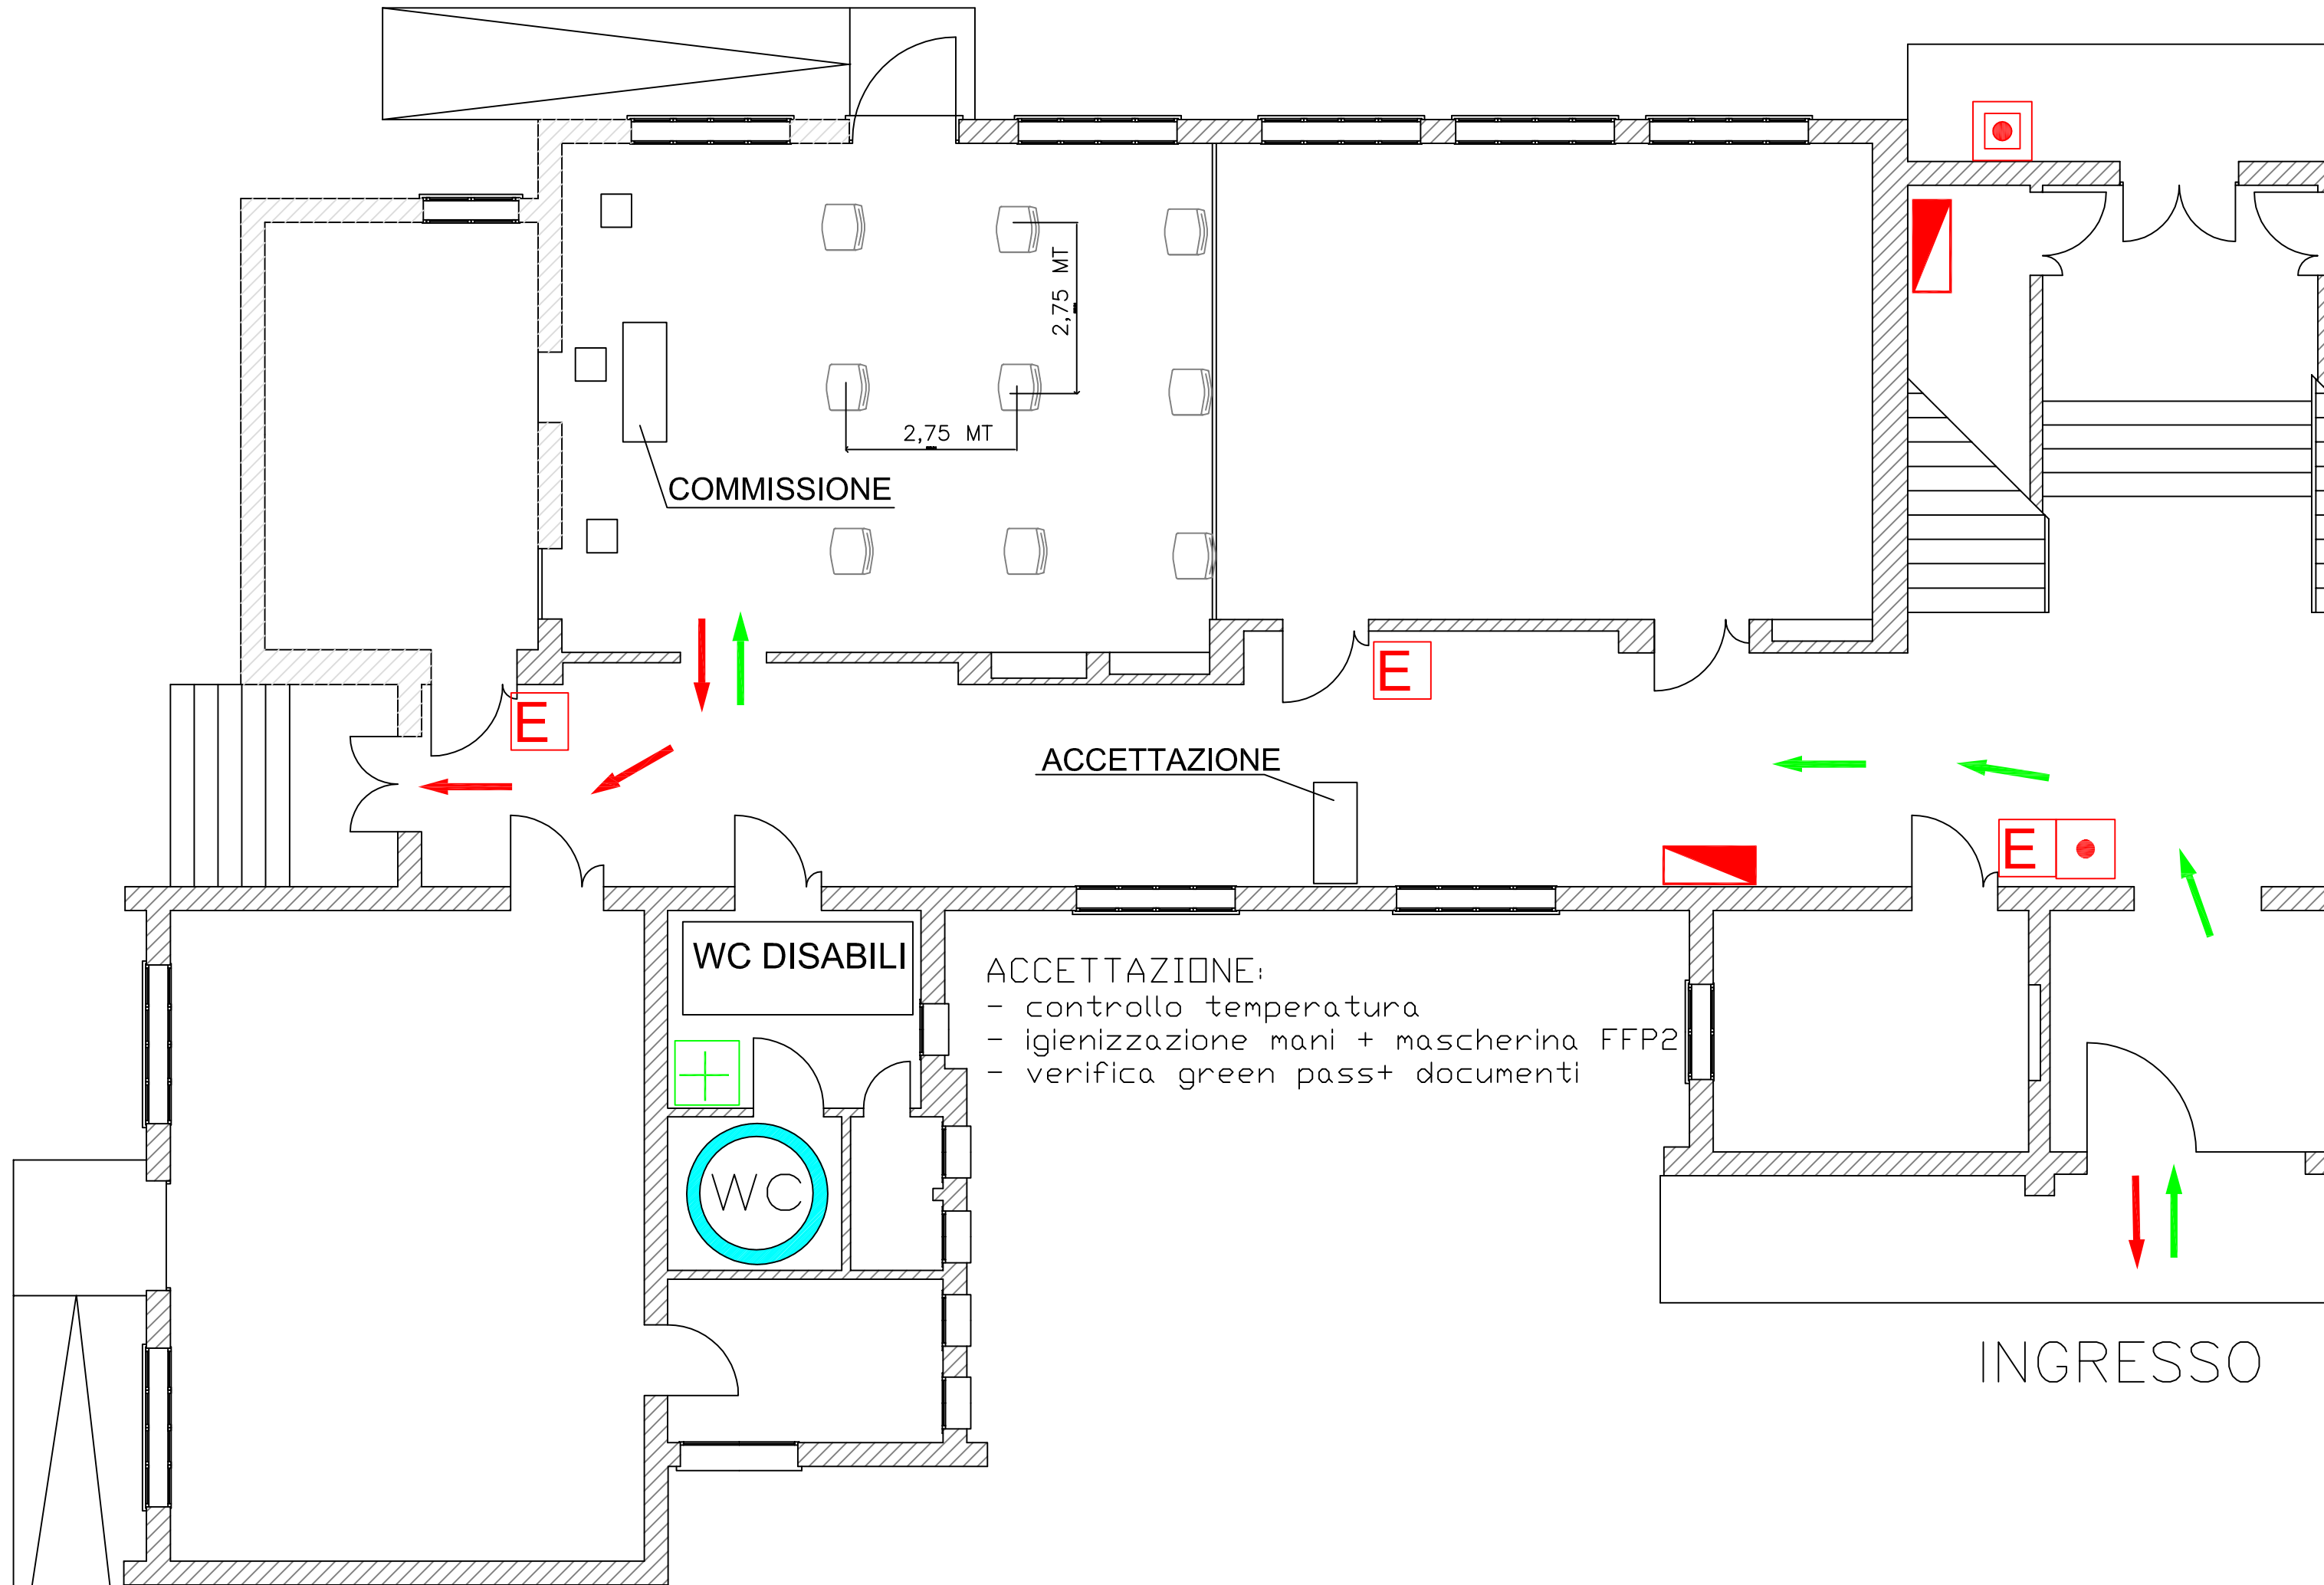 2,75 MT
2,75 MT
COMMISSIONE
E
E
ACCETTAZIONE
E
WC DISABILI
ACCETTAZIONE:
- controllo temperatura
- igienizzazione mani + mascherina FFP2
- verifica green pass+ documenti
WC
INGRESSO